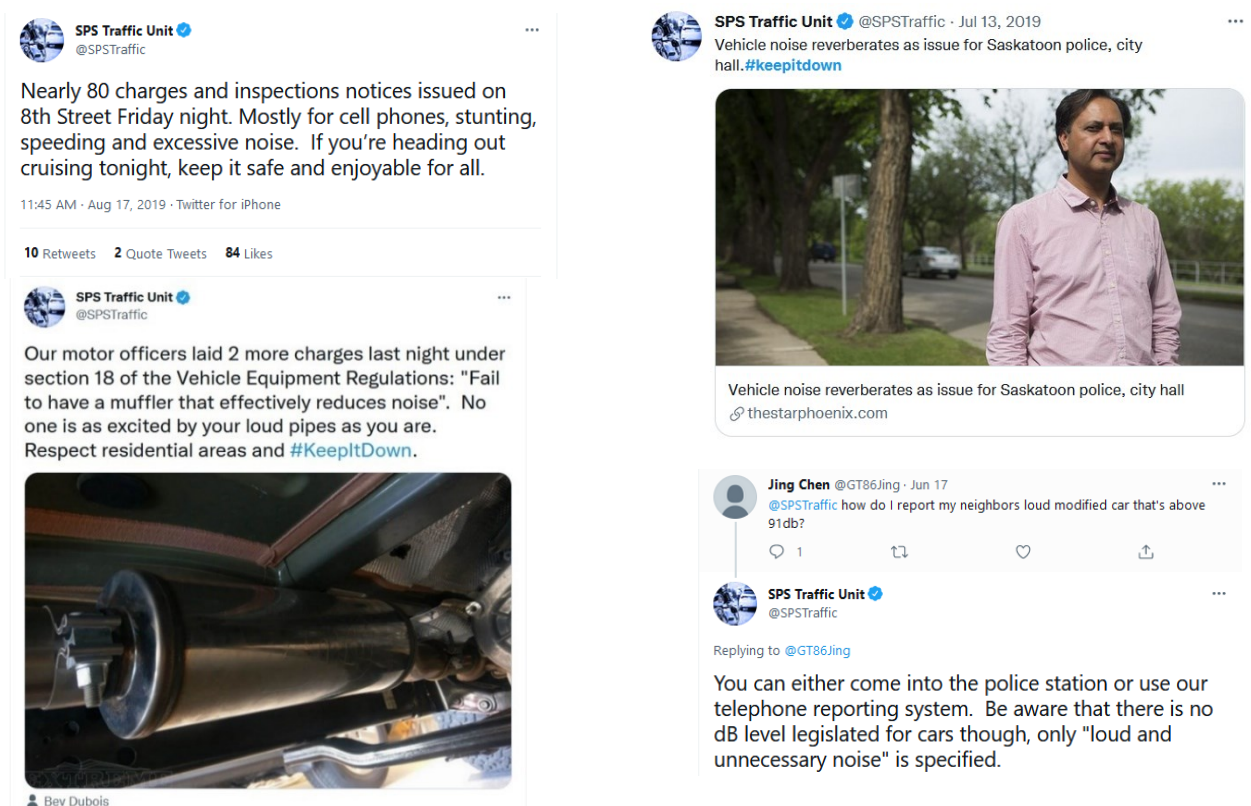 SPS Traffic Unit
@SPSTraffic
Nearly 80 charges and inspections notices issued on
8th Street Friday night. Mostly for cell phones, stunting,
speeding and excessive noise. If you're heading out
cruising tonight, keep it safe and enjoyable for all.
11:45 AM · Aug 17, 2019 · Twitter for iPhone
10 Retweets 2 Quote Tweets 84 Likes
SPS Traffic Unit
@SPSTraffic
Our motor officers laid 2 more charges last night under
section 18 of the Vehicle Equipment Regulations: "Fail
to have a muffler that effectively reduces noise". No
one is as excited by your loud pipes as you are.
Respect residential areas and #KeepItDown.
Bev Dubois
SPS Traffic Unit @SPSTraffic · Jul 13, 2019
Vehicle noise reverberates as issue for Saskatoon police, city
hall.#keepitdown
Vehicle noise reverberates as issue for Saskatoon police, city hall
thestarphoenix.com
Jing Chen @GT86Jing · Jun 17
@SPSTraffic how do I report my neighbors loud modified car that's above
91db?
1
SPS Traffic Unit
@SPSTraffic
Replying to @GT86Jing
You can either come into the police station or use our
telephone reporting system. Be aware that there is no
dB level legislated for cars though, only "loud and
unnecessary noise" is specified.